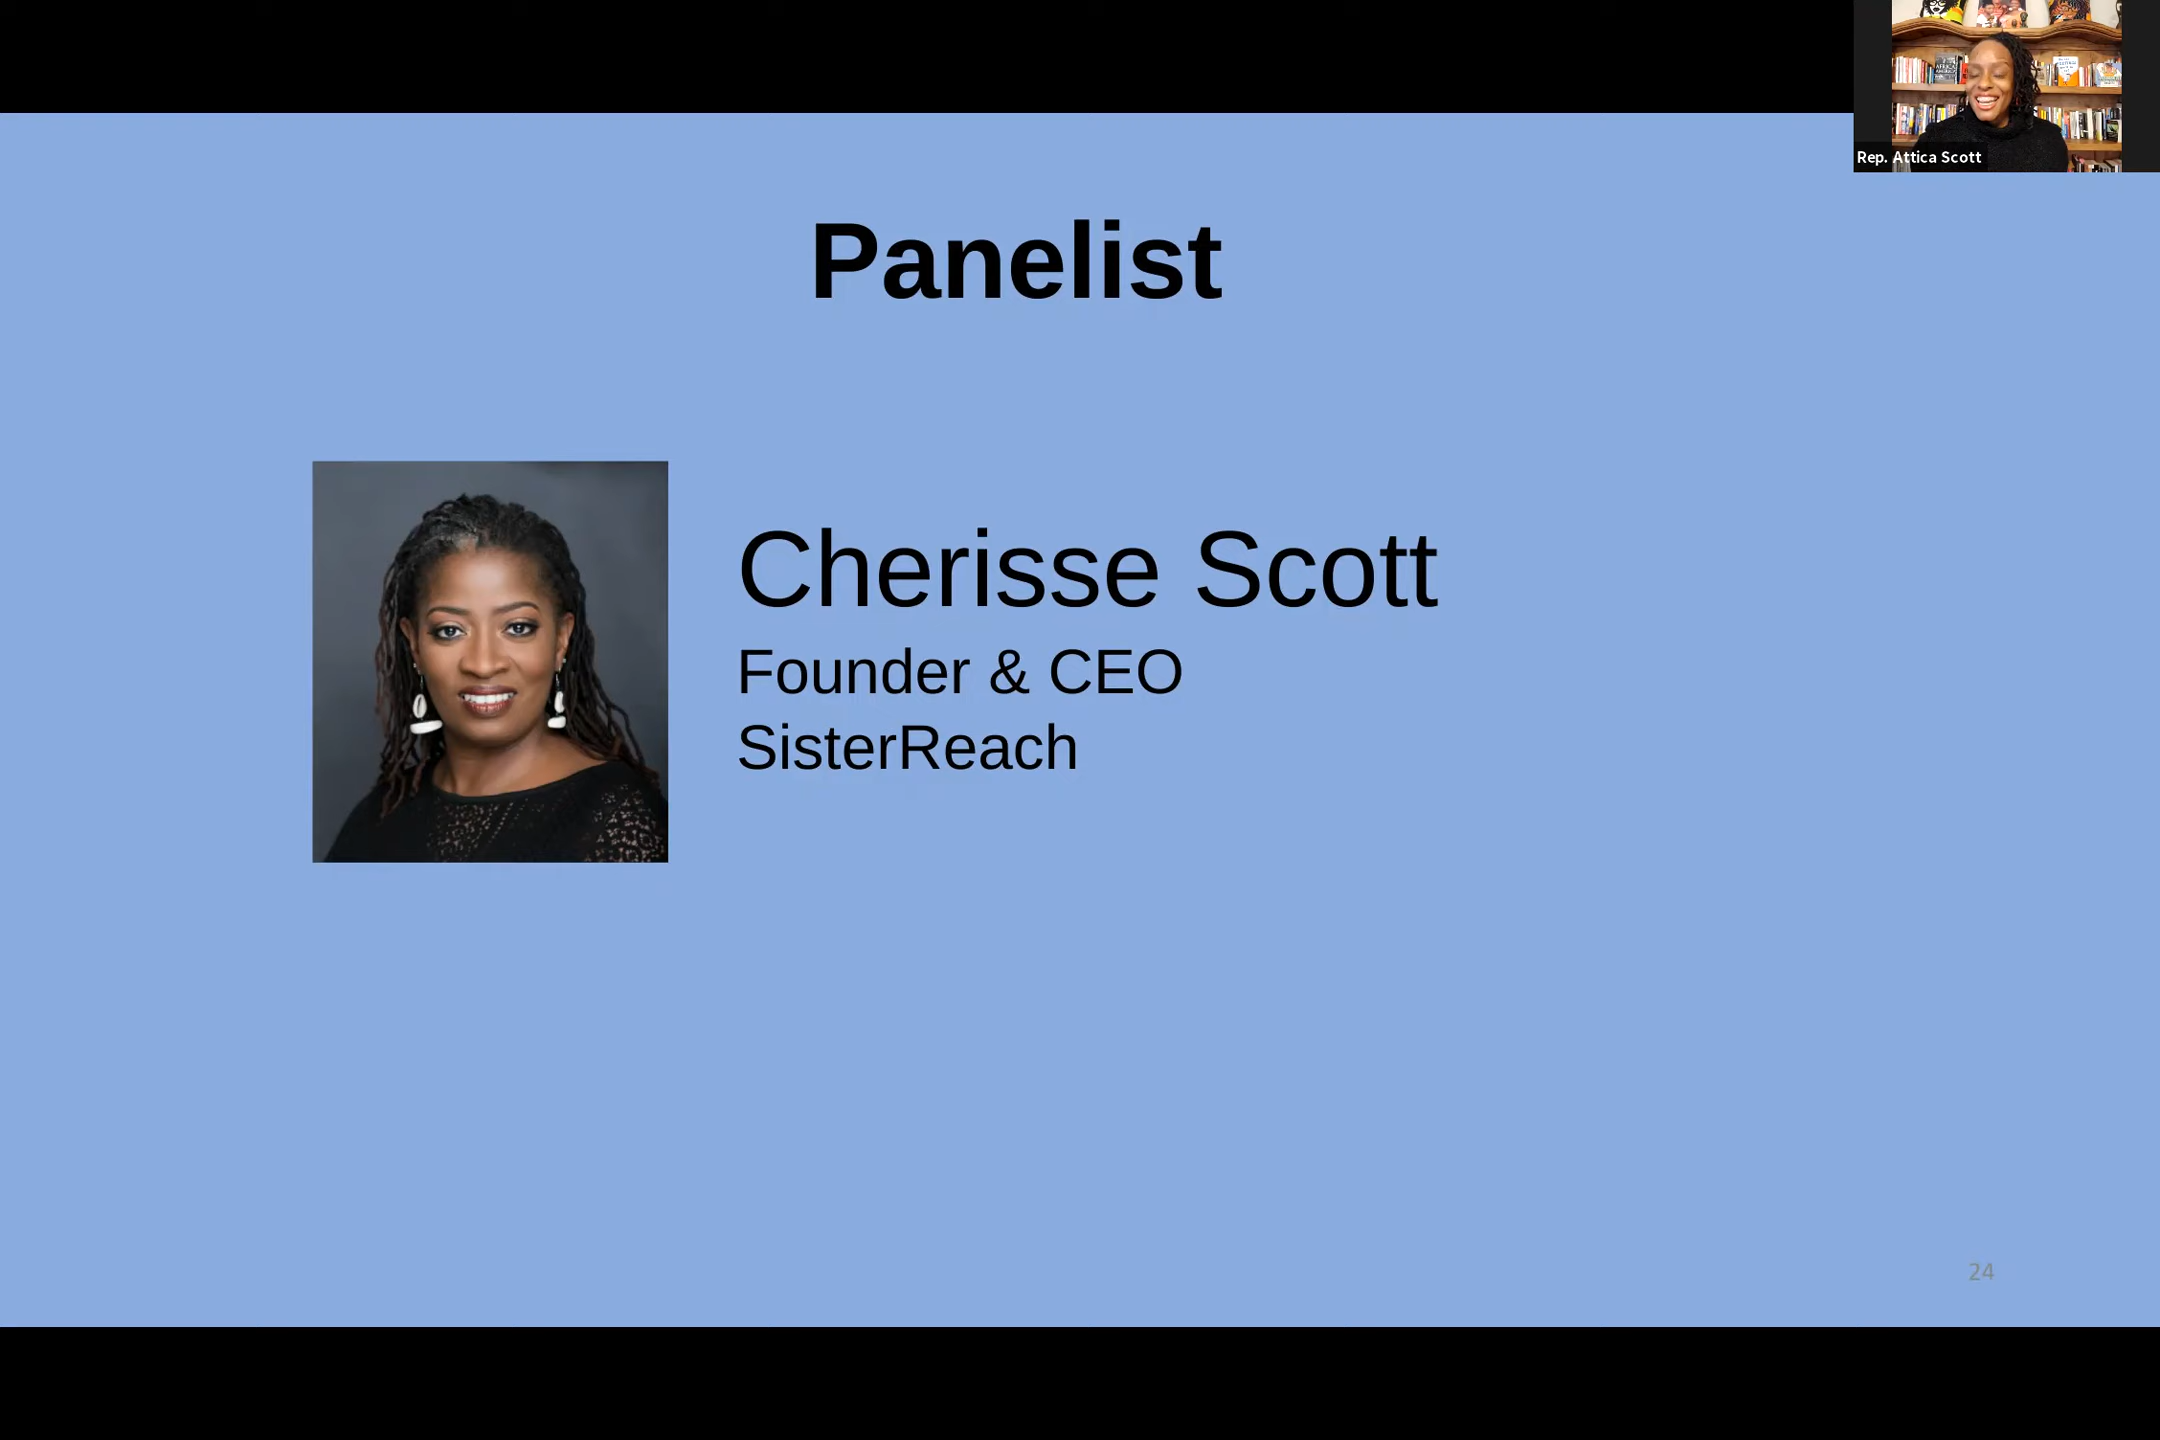 Rep. Attica Scott
Panelist
Cherisse Scott
Founder & CEO
SisterReach
24